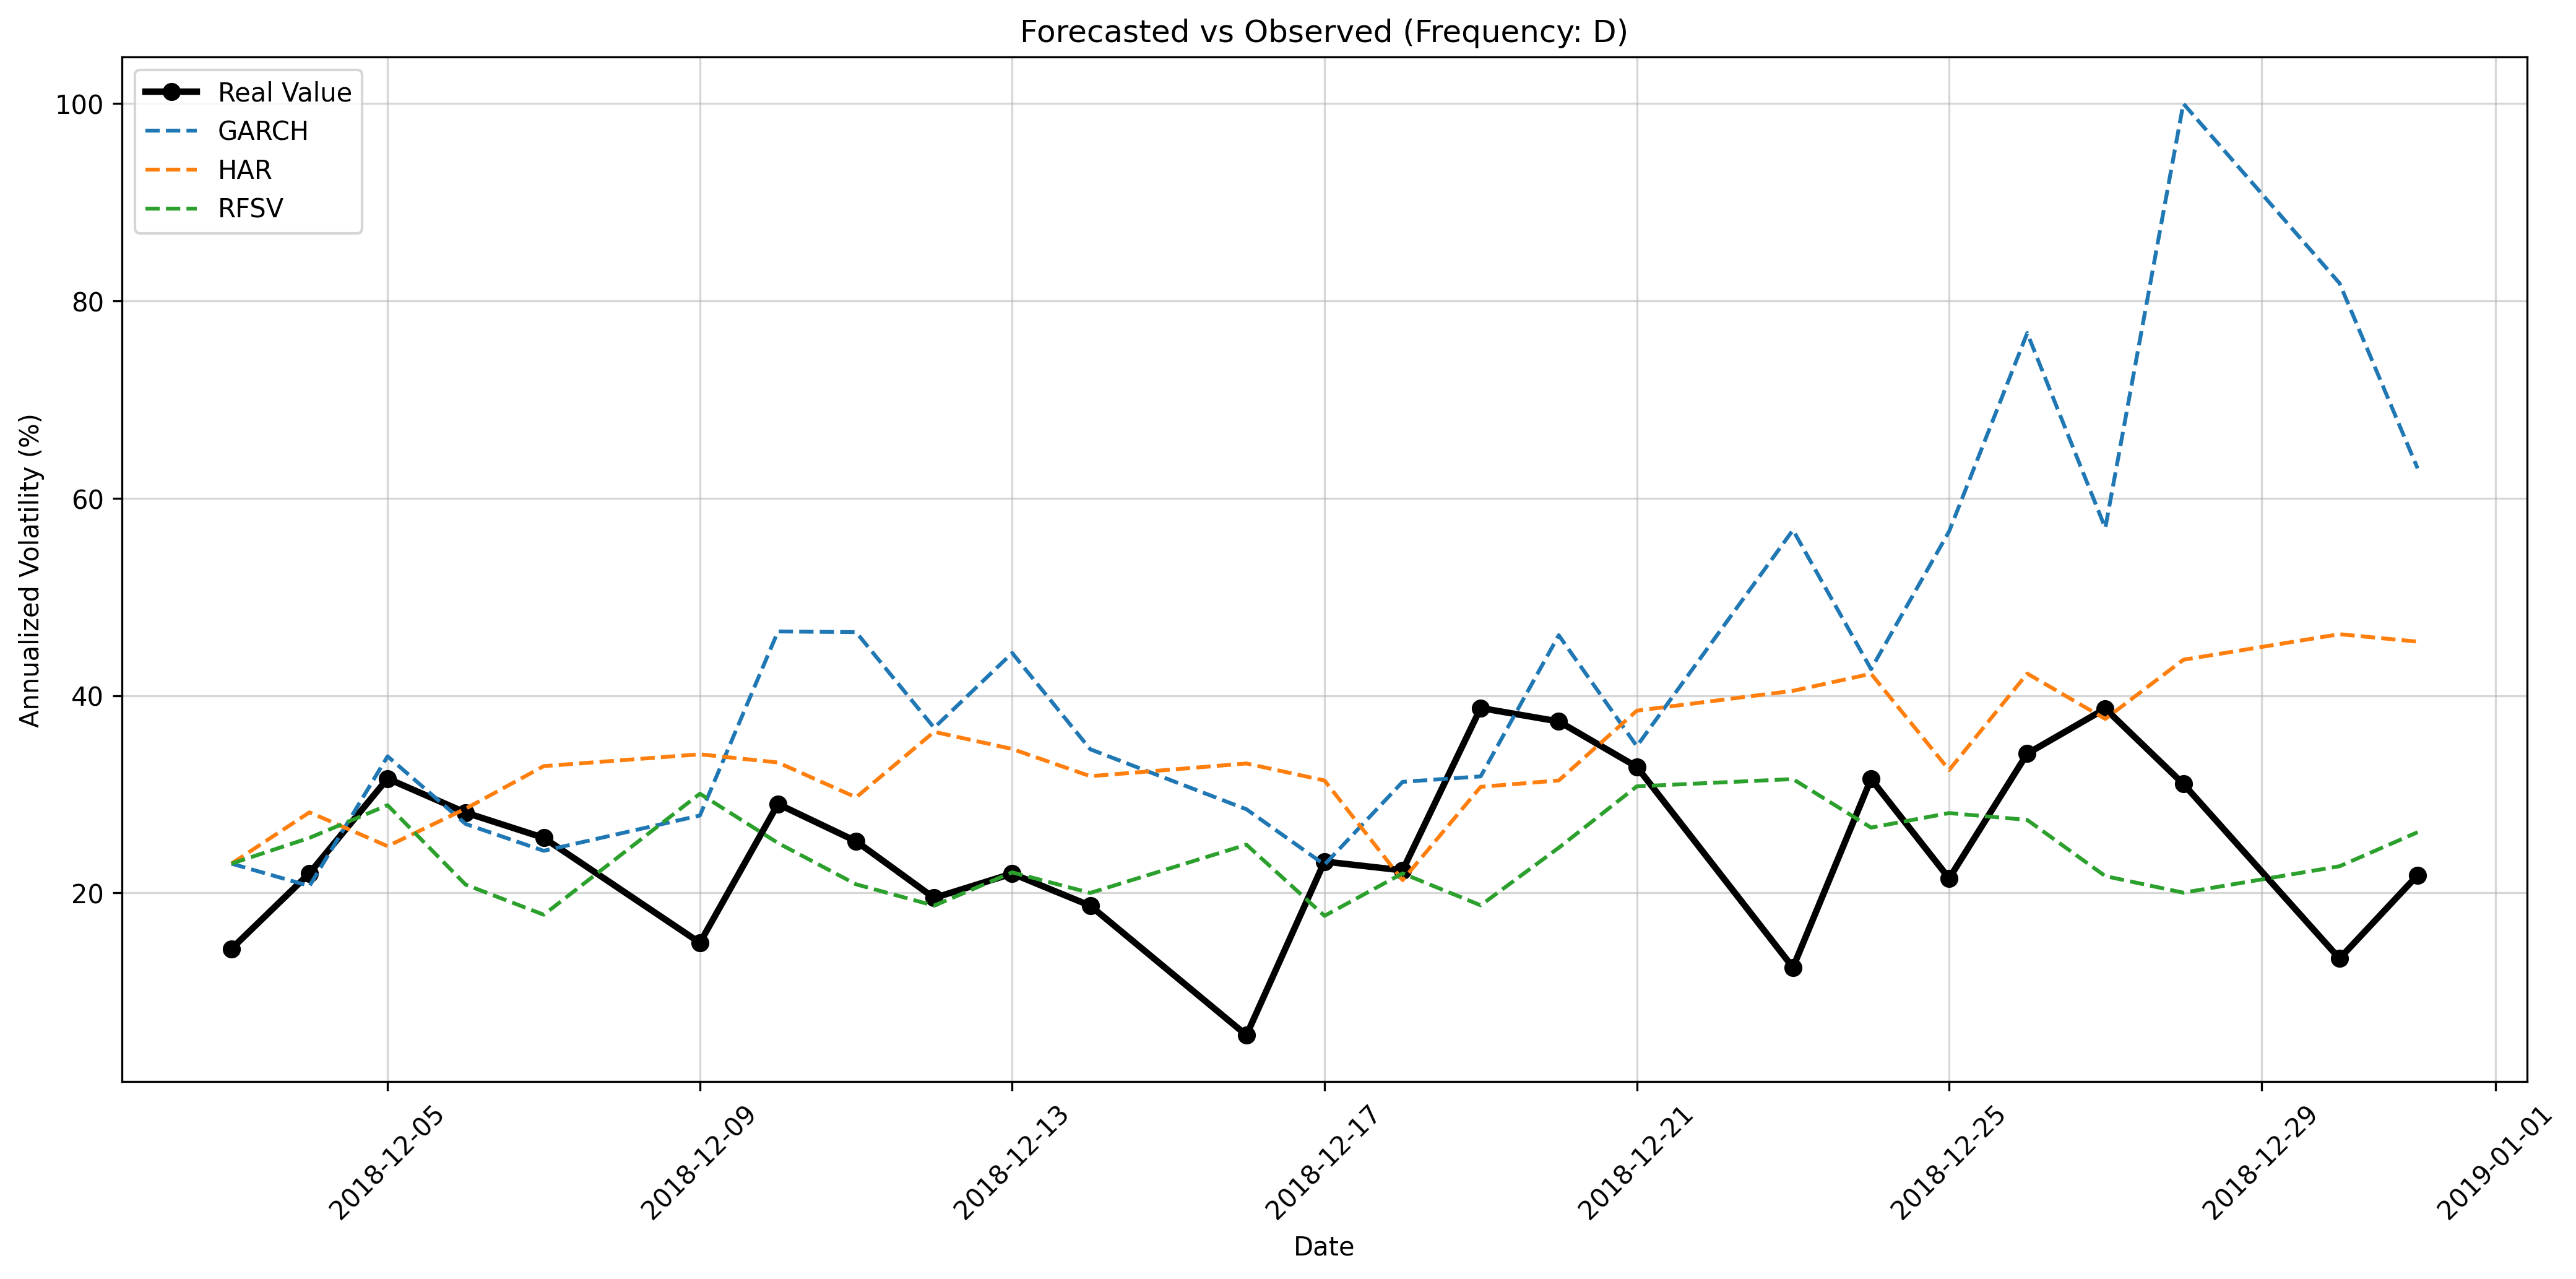 Forecasted vs Observed (Frequency: D)
Real Value
GARCH
HAR
RFSV
Annualized Volatility (%)
100
80
60
40
20
2018-12-05
2018-12-09
2018-12-13
2018-12-17
2018-12-21
2018-12-25
2018-12-29
2019-01-01
Date